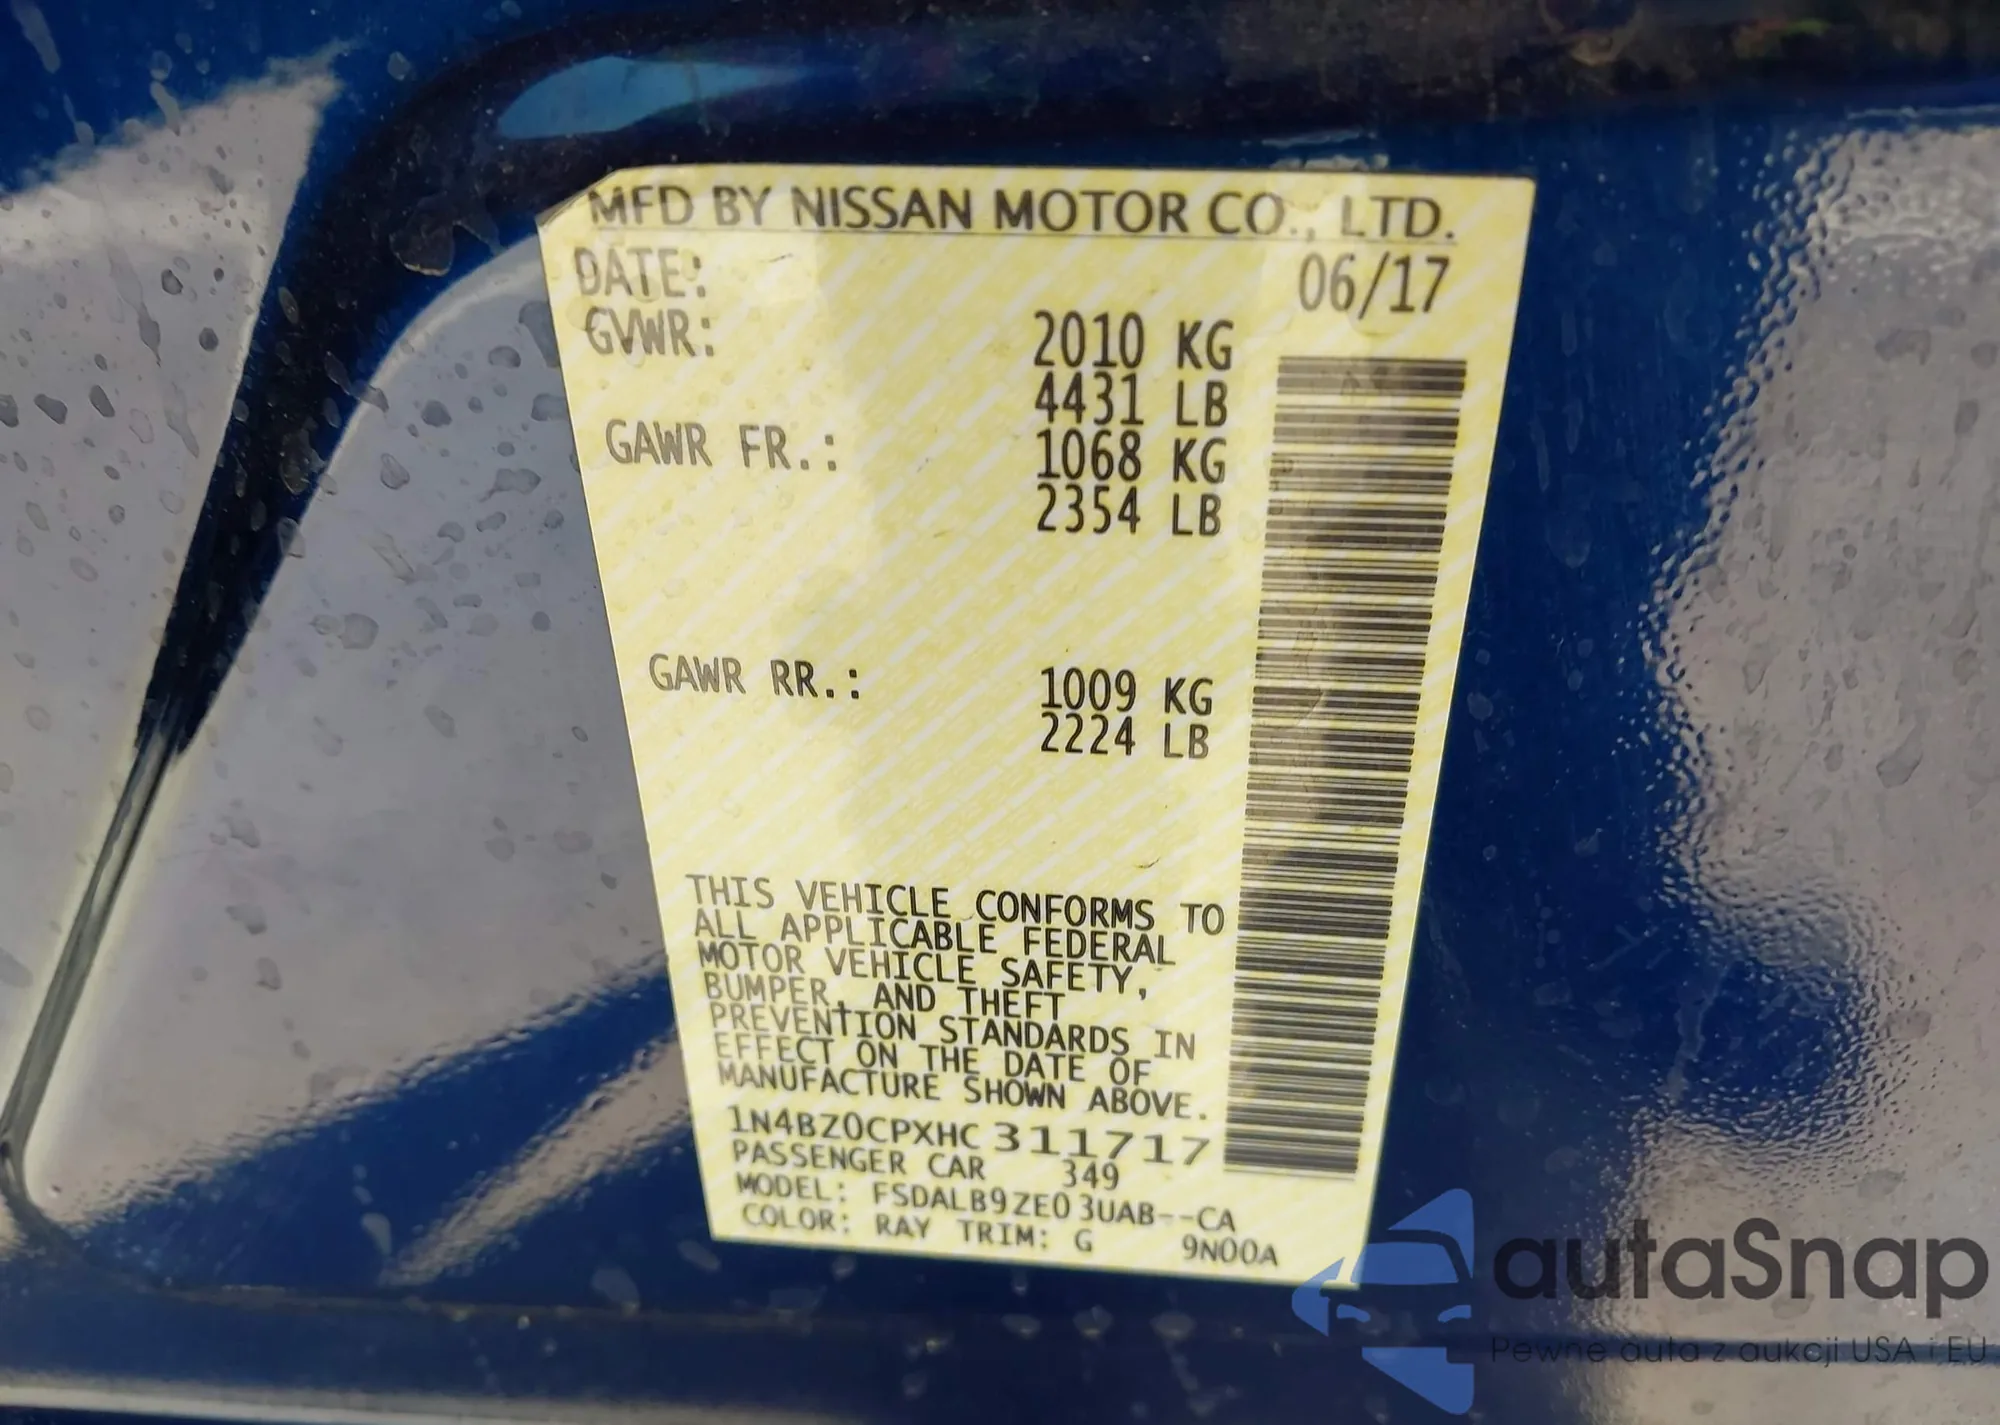 MFD BY NISSAN MOTOR CO., LTD.
DATE: 06/17
GVWR: 2010 KG
4431 LB
GAWR FR.: 1068 KG
2354 LB
GAWR RR.: 1009 KG
2224 LB
THIS VEHICLE CONFORMS TO
ALL APPLICABLE FEDERAL
MOTOR VEHICLE SAFETY,
BUMPER, AND THEFT
PREVENTION STANDARDS IN
EFFECT ON THE DATE OF
MANUFACTURE SHOWN ABOVE.
1N4BZ0CPXHC311717
PASSENGER CAR 349
MODEL: FSDALB9ZE03UAB--CA
COLOR: RAY TRIM: G 9N00A
autaSnap
Pewne auta z aukcji USA i EU